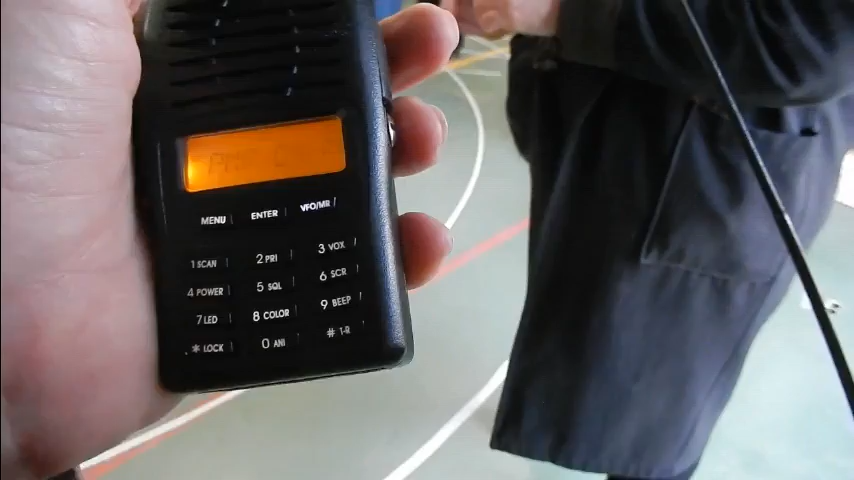 MENU ENTER VFO/MR
1 SCAN 2 PRI 3 VOX
4 POWER 5 SQL 6 SCR
7 LED 8 COLOR 9 BEEP
* LOCK 0 ANI # T-R